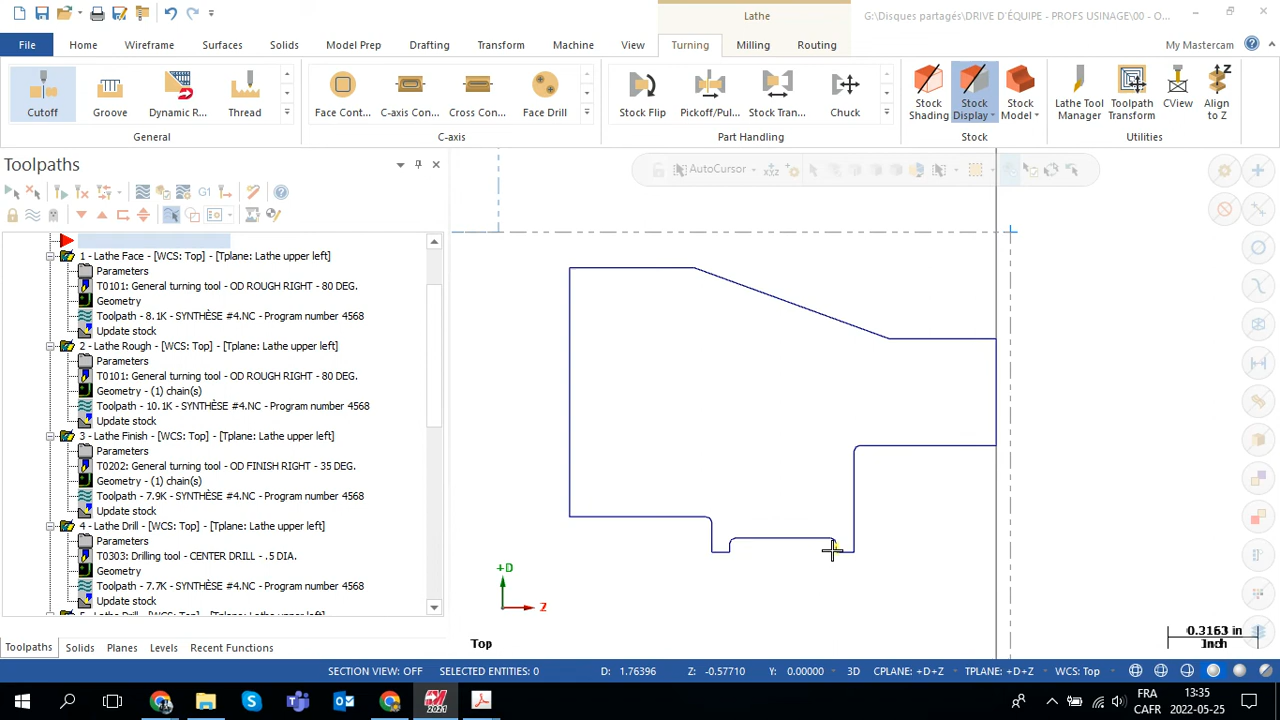 Lathe
G:\Disques partagés\DRIVE D'ÉQUIPE - PROFS USINAGE\00 - O...
File Home Wireframe Surfaces Solids Model Prep Drafting Transform Machine View Turning Milling Routing My Mastercam
Cutoff Groove Dynamic R... Thread Face Cont... C-axis Con... Cross Con... Face Drill Stock Flip Pickoff/Pul... Stock Tran... Chuck Stock Shading Stock Display Stock Model Lathe Tool Manager Toolpath Transform CView Align to Z
General C-axis Part Handling Stock Utilities
Toolpaths
AutoCursor
G1
1 - Lathe Face - [WCS: Top] - [Tplane: Lathe upper left]
Parameters
T0101: General turning tool - OD ROUGH RIGHT - 80 DEG.
Geometry
Toolpath - 8.1K - SYNTHÈSE #4.NC - Program number 4568
Update stock
2 - Lathe Rough - [WCS: Top] - [Tplane: Lathe upper left]
Parameters
T0101: General turning tool - OD ROUGH RIGHT - 80 DEG.
Geometry - (1) chain(s)
Toolpath - 10.1K - SYNTHÈSE #4.NC - Program number 4568
Update stock
3 - Lathe Finish - [WCS: Top] - [Tplane: Lathe upper left]
Parameters
T0202: General turning tool - OD FINISH RIGHT - 35 DEG.
Geometry - (1) chain(s)
Toolpath - 7.9K - SYNTHÈSE #4.NC - Program number 4568
Update stock
4 - Lathe Drill - [WCS: Top] - [Tplane: Lathe upper left]
Parameters
T0303: Drilling tool - CENTER DRILL - .5 DIA.
Geometry
Toolpath - 7.7K - SYNTHÈSE #4.NC - Program number 4568
Update stock
+D
Z
Top
0.3163 in
Inch
Toolpaths Solids Planes Levels Recent Functions
SECTION VIEW: OFF SELECTED ENTITIES: 0 D: 1.76396 Z: -0.57710 Y: 0.00000 3D CPLANE: +D+Z TPLANE: +D+Z WCS: Top
FRA 13:35
CAFR 2022-05-25